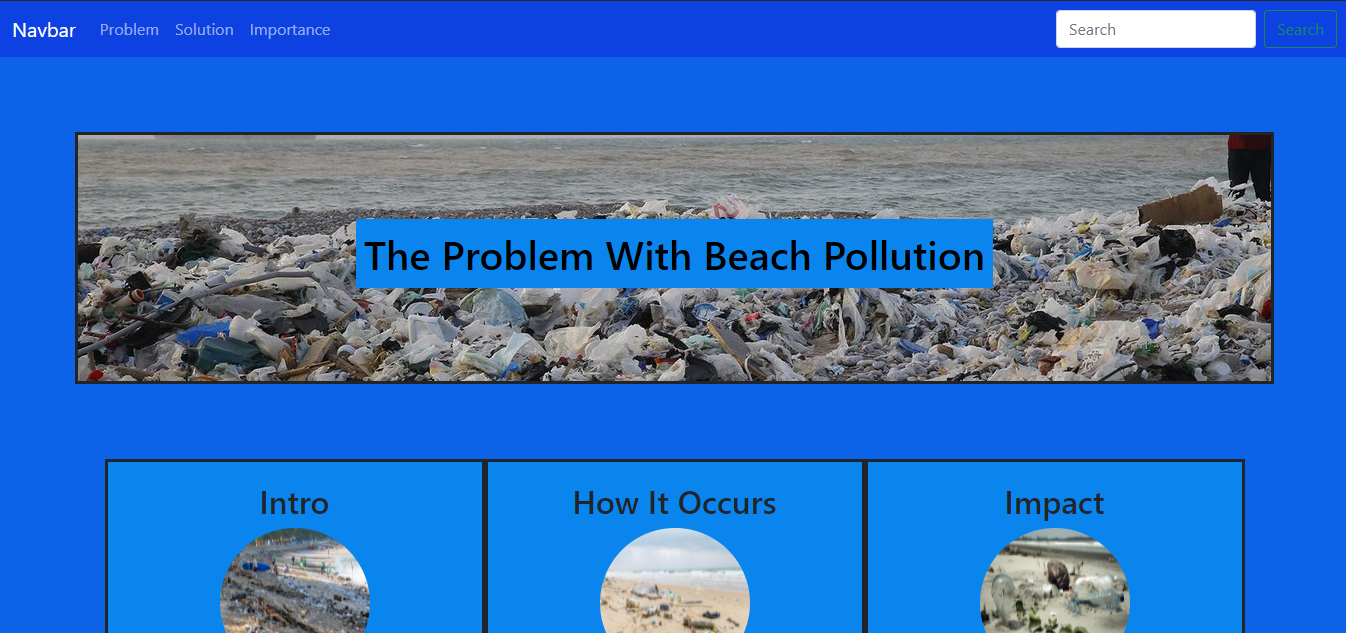 Navbar Problem Solution Importance Search Search
The Problem With Beach Pollution
Intro How It Occurs Impact